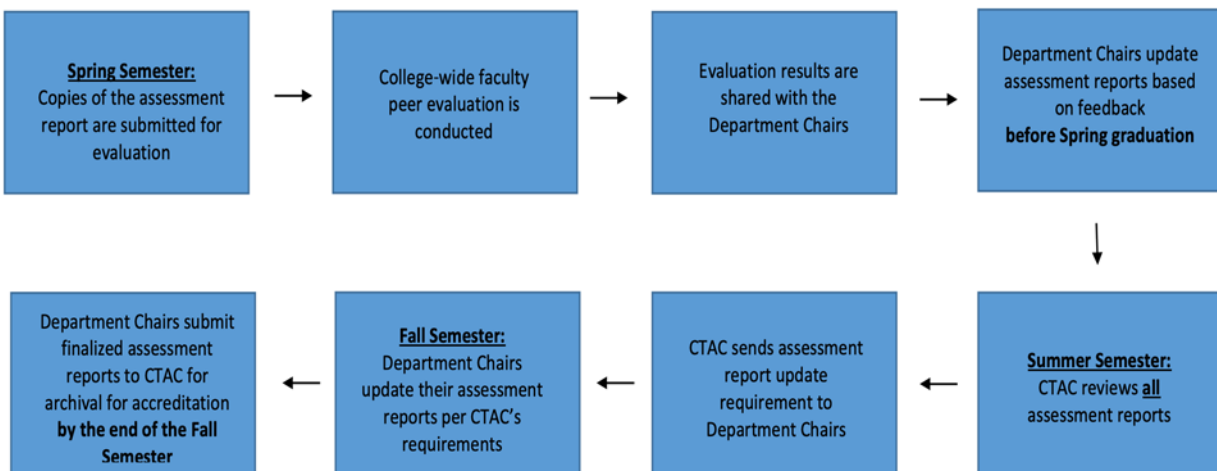 Spring Semester:
Copies of the assessment
report are submitted for
evaluation
College-wide faculty
peer evaluation is
conducted
Evaluation results are
shared with the
Department Chairs
Department Chairs update
assessment reports based
on feedback
before Spring graduation
Summer Semester:
CTAC reviews all
assessment reports
CTAC sends assessment
report update
requirement to
Department Chairs
Fall Semester:
Department Chairs
update their assessment
reports per CTAC's
requirements
Department Chairs submit
finalized assessment
reports to CTAC for
archival for accreditation
by the end of the Fall
Semester